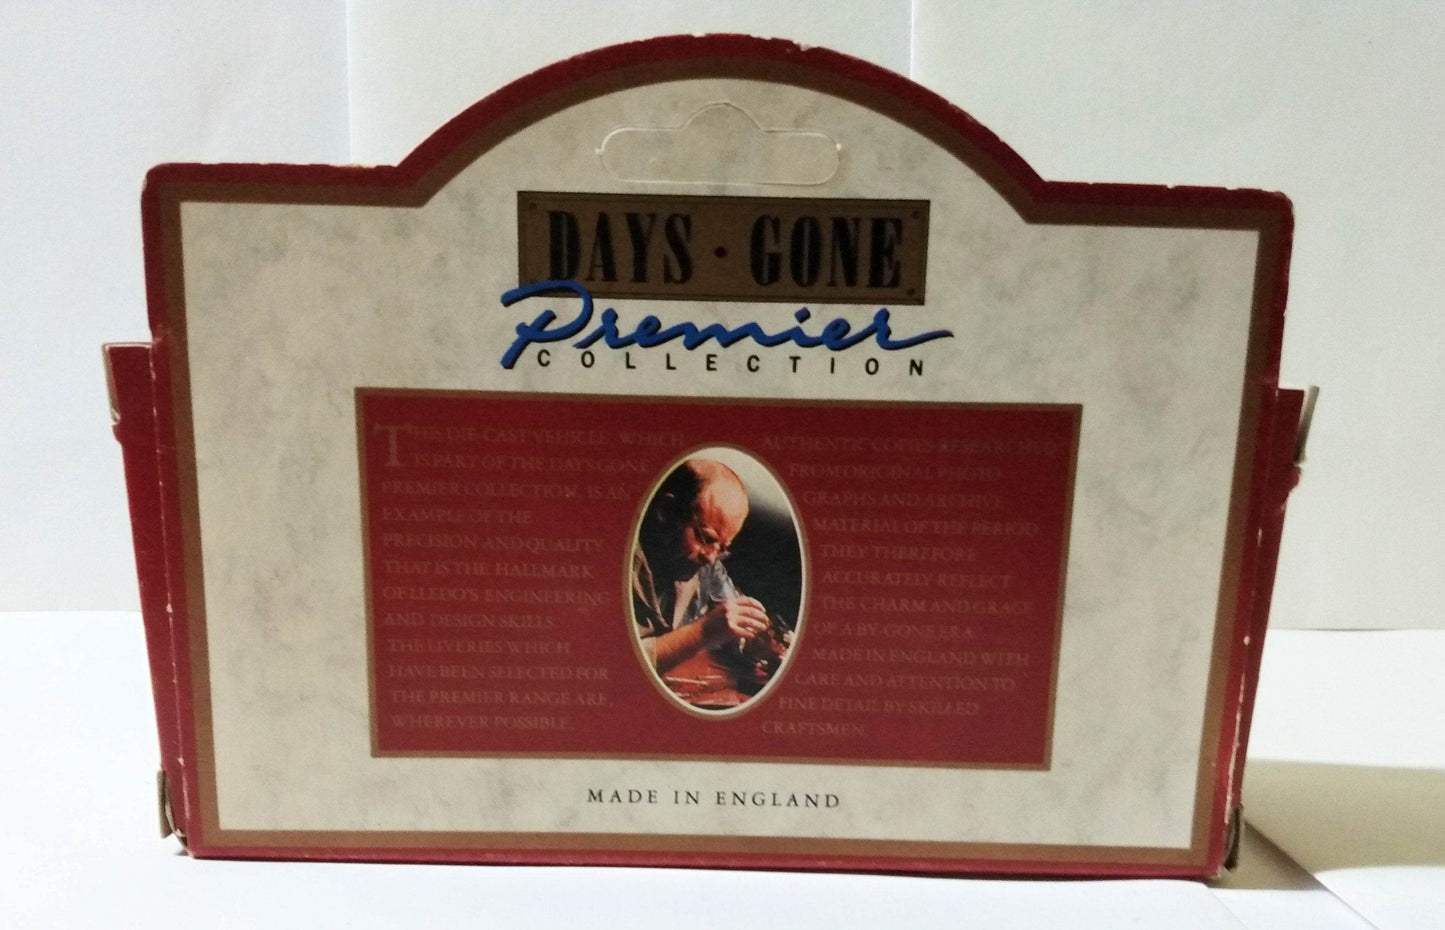 DAYS · GONE
Premier
COLLECTION
THIS DIE-CAST VEHICLE, WHICH
IS PART OF THE DAYS GONE
PREMIER COLLECTION, IS AN
EXAMPLE OF THE
PRECISION AND QUALITY
THAT IS THE HALLMARK
OF LLEDO'S ENGINEERING
AND DESIGN SKILLS.
THE LIVERIES WHICH
HAVE BEEN SELECTED FOR
THE PREMIER RANGE ARE,
WHEREVER POSSIBLE,
AUTHENTIC COPIES RESEARCHED
FROM ORIGINAL PHOTO-
GRAPHS AND ARCHIVE
MATERIAL OF THE PERIOD.
THEY THEREFORE
ACCURATELY REFLECT
THE CHARM AND GRACE
OF A BY-GONE ERA.
MADE IN ENGLAND WITH
CARE AND ATTENTION TO
FINE DETAIL BY SKILLED
CRAFTSMEN.
MADE IN ENGLAND